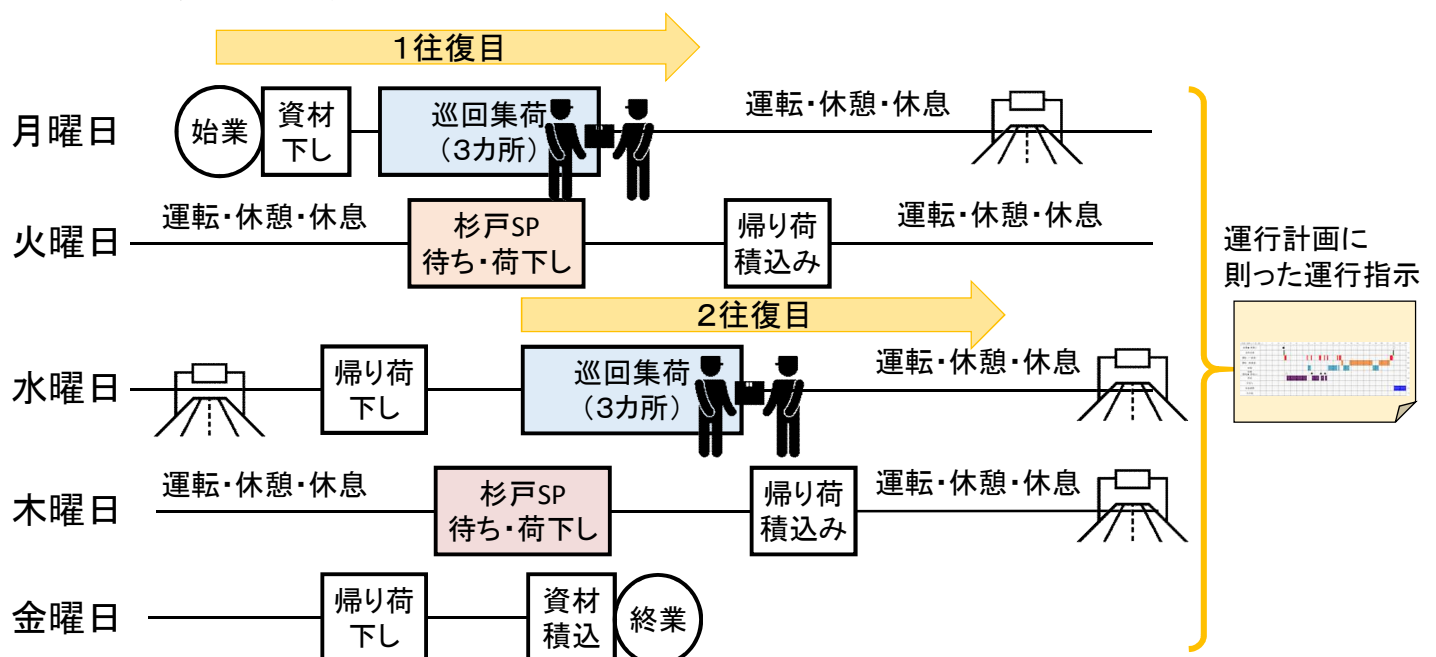 1往復目
月曜日
始業
資材
下し
巡回集荷
(3カ所)
運転・休憩・休息
火曜日
運転・休憩・休息
杉戸SP
待ち・荷下し
帰り荷
積込み
運転・休憩・休息
2往復目
水曜日
帰り荷
下し
巡回集荷
(3カ所)
運転・休憩・休息
木曜日
運転・休憩・休息
杉戸SP
待ち・荷下し
帰り荷
積込み
運転・休憩・休息
金曜日
帰り荷
下し
資材
積込
終業
運行計画に
則った運行指示